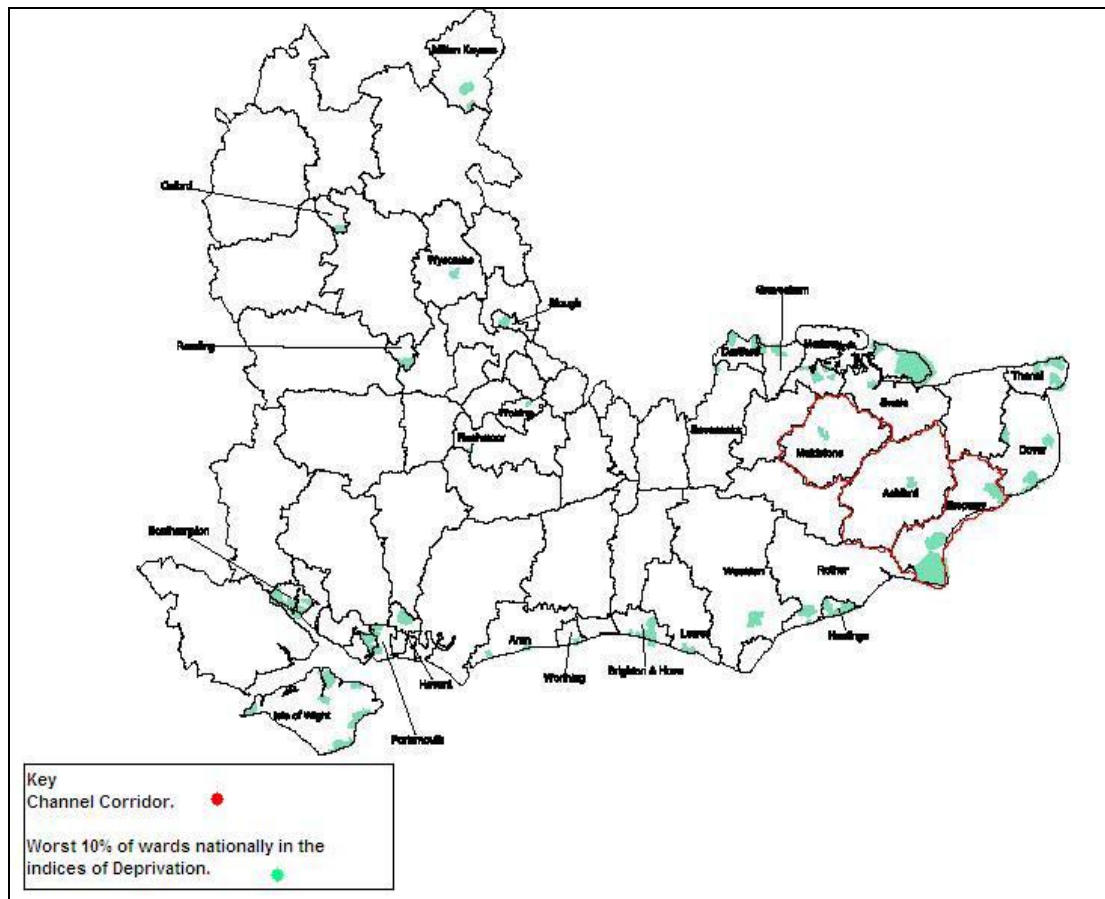 Milton Keynes
Oxford
Wycombe
Slough
Gravesham
Reading
Dartford
Medway
Thanet
Woking
Swale
Rushmoor
Sevenoaks
Maidstone
Dover
Ashford
Shepway
Southampton
Wealden
Rother
Arun
Lewes
Hastings
Worthing
Brighton & Hove
Havant
Isle of Wight
Portsmouth
Key
Channel Corridor.
Worst 10% of wards nationally in the
indices of Deprivation.